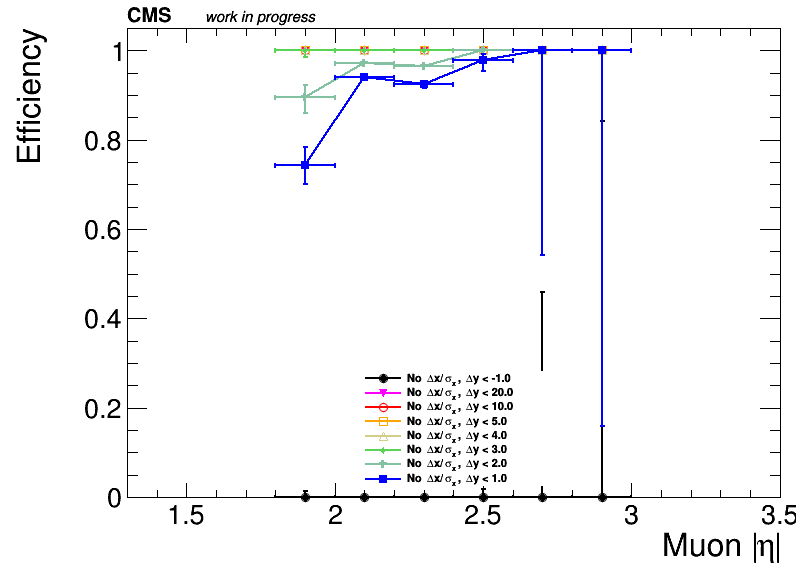 CMS work in progress
Efficiency
1
0.8
0.6
0.4
0.2
0
No Δx/σx, Δy < -1.0
No Δx/σx, Δy < 20.0
No Δx/σx, Δy < 10.0
No Δx/σx, Δy < 5.0
No Δx/σx, Δy < 4.0
No Δx/σx, Δy < 3.0
No Δx/σx, Δy < 2.0
No Δx/σx, Δy < 1.0
1.5 2 2.5 3 3.5
Muon |η|